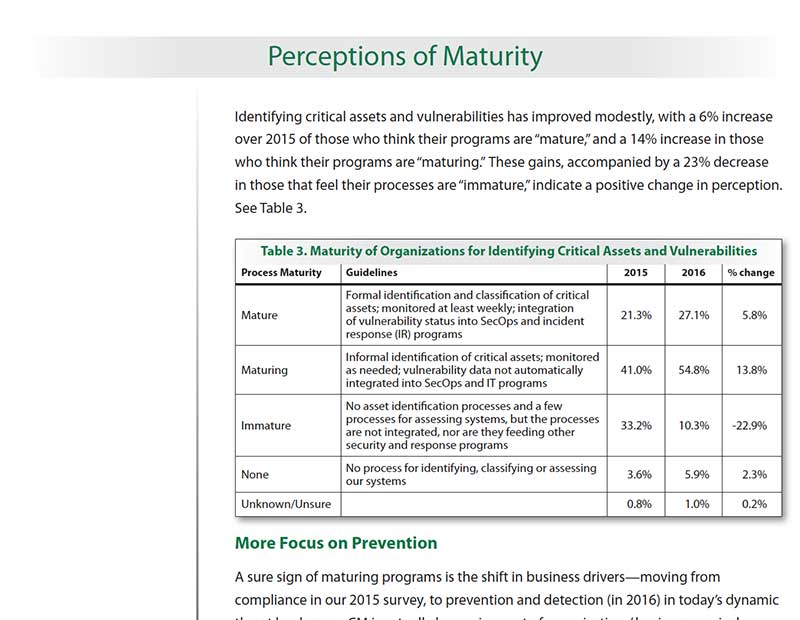 Perceptions of Maturity
Identifying critical assets and vulnerabilities has improved modestly, with a 6% increase
over 2015 of those who think their programs are “mature,” and a 14% increase in those
who think their programs are “maturing.” These gains, accompanied by a 23% decrease
in those that feel their processes are “immature,” indicate a positive change in perception.
See Table 3.
Table 3. Maturity of Organizations for Identifying Critical Assets and Vulnerabilities
Process Maturity Guidelines 2015 2016 % change
Formal identification and classification of critical
assets; monitored at least weekly; integration
Mature of vulnerability status into SecOps and incident 21.3% 27.1% 5.8%
response (IR) programs
Informal identification of critical assets; monitored
Maturing as needed; vulnerability data not automatically 41.0% 54.8% 13.8%
integrated into SecOps and IT programs
No asset identification processes and a few
processes for assessing systems, but the processes
Immature are not integrated, nor are they feeding other 33.2% 10.3% -22.9%
security and response programs
None No process for identifying, classifying or assessing 3.6% 5.9% 2.3%
our systems
Unknown/Unsure 0.8% 1.0% 0.2%
More Focus on Prevention
A sure sign of maturing programs is the shift in business drivers—moving from
compliance in our 2015 survey, to prevention and detection (in 2016) in today’s dynamic